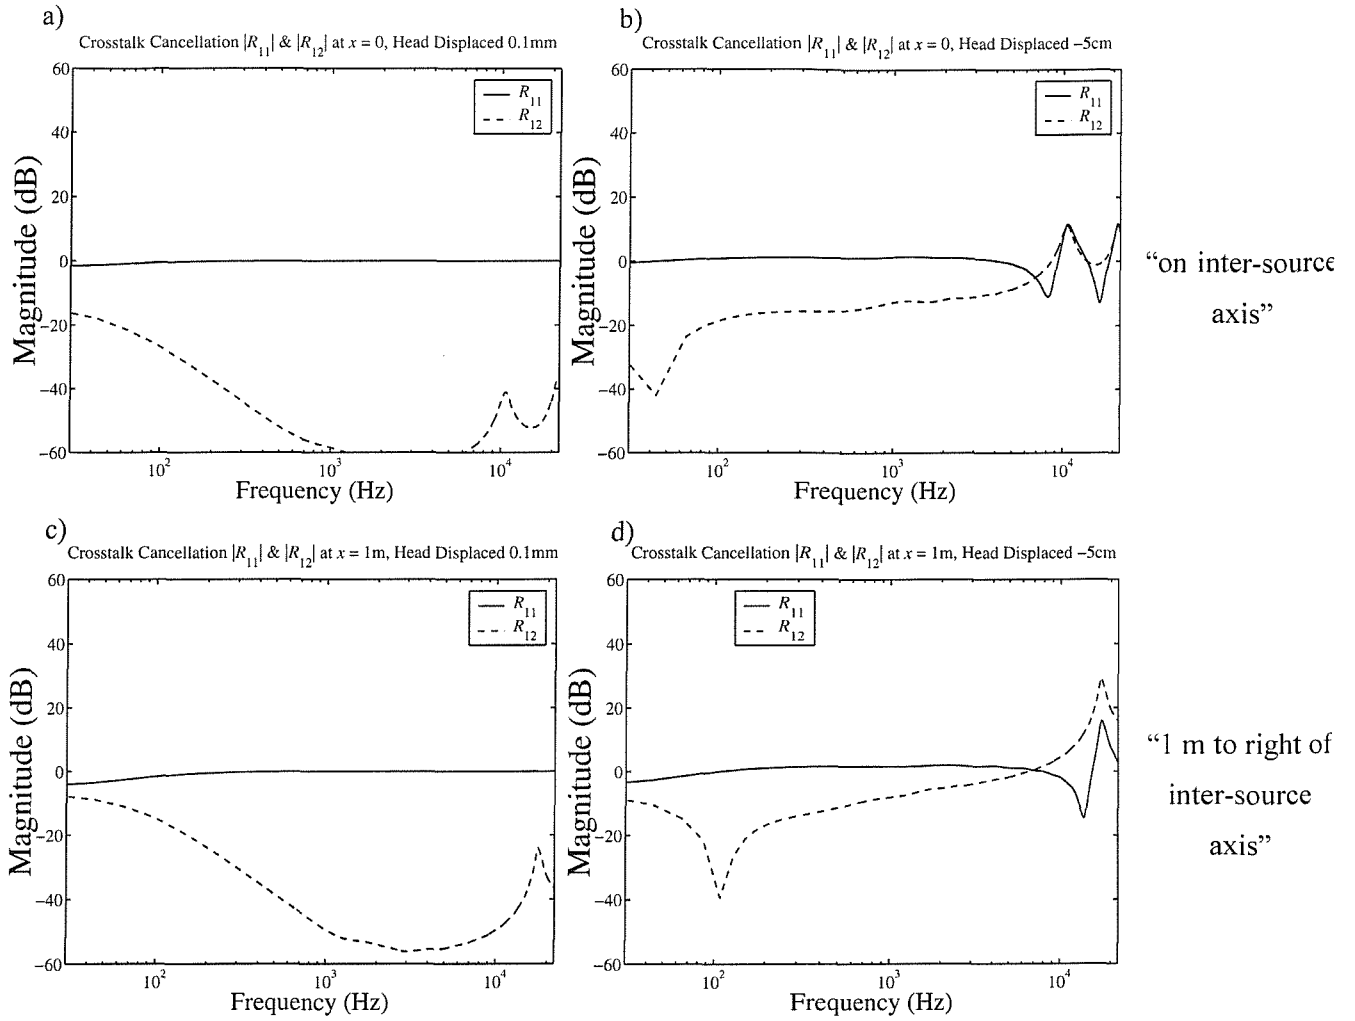 a)
Crosstalk Cancellation |R11| & |R12| at x = 0, Head Displaced 0.1mm
60
40
20
0
−20
−40
−60
Magnitude (dB)
R11
R12
10^2
10^3
10^4
Frequency (Hz)
b)
Crosstalk Cancellation |R11| & |R12| at x = 0, Head Displaced −5cm
60
40
20
0
−20
−40
−60
Magnitude (dB)
R11
R12
10^2
10^3
10^4
Frequency (Hz)
“on inter-source
axis”
c)
Crosstalk Cancellation |R11| & |R12| at x = 1m, Head Displaced 0.1mm
60
40
20
0
−20
−40
−60
Magnitude (dB)
R11
R12
10^2
10^3
10^4
Frequency (Hz)
d)
Crosstalk Cancellation |R11| & |R12| at x = 1m, Head Displaced −5cm
60
40
20
0
−20
−40
−60
Magnitude (dB)
R11
R12
10^2
10^3
10^4
Frequency (Hz)
“1 m to right of
inter-source
axis”